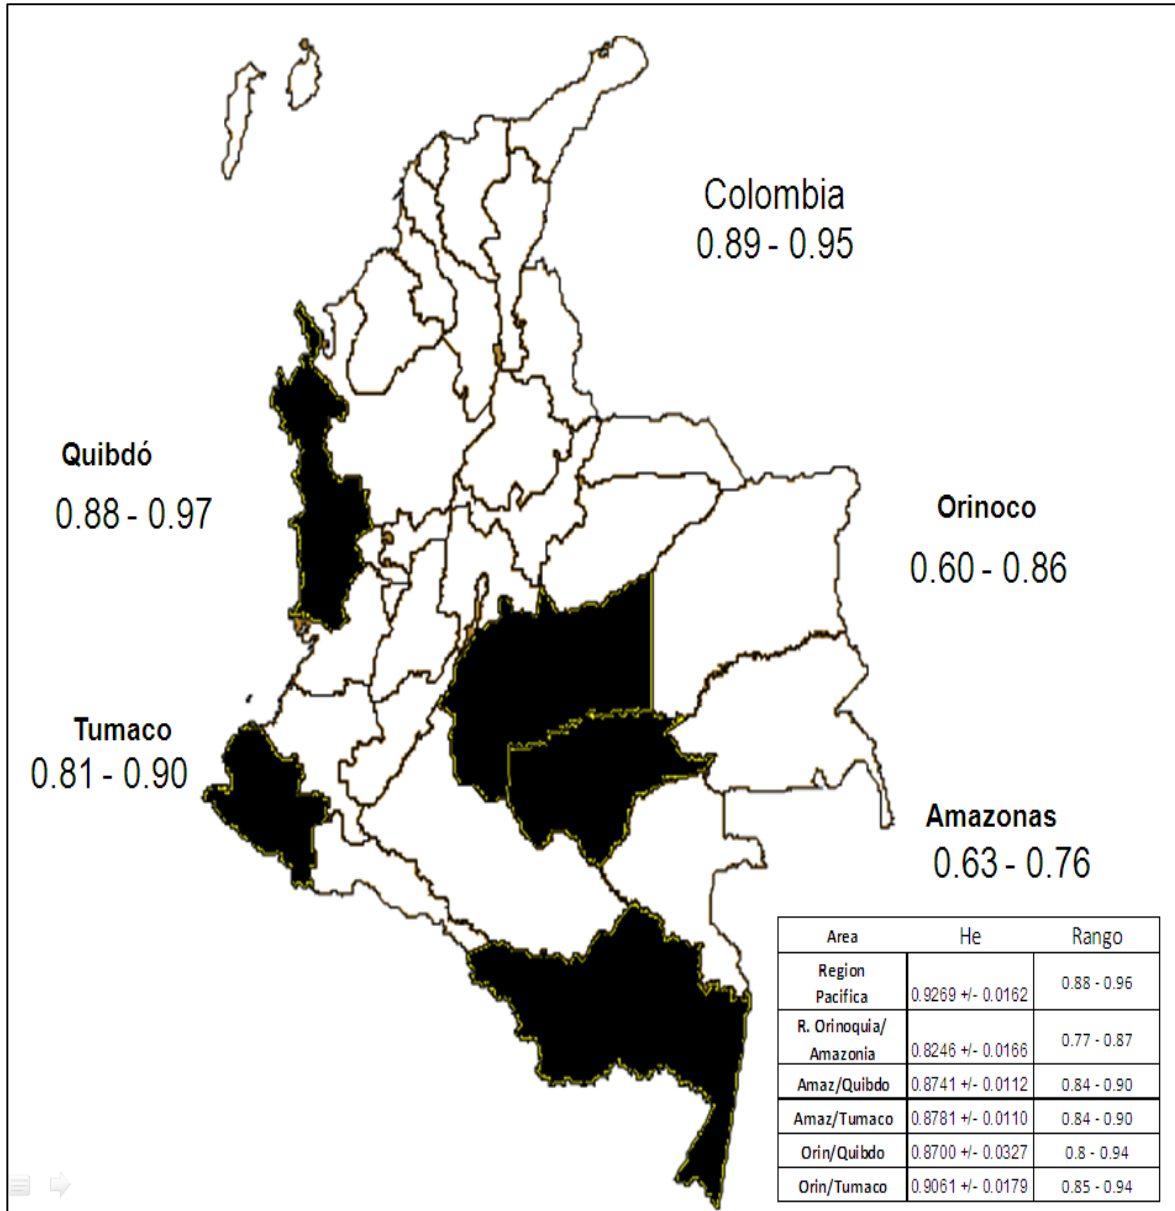 Colombia
0.89 - 0.95
Quibdó
0.88 - 0.97
Orinoco
0.60 - 0.86
Tumaco
0.81 - 0.90
Amazonas
0.63 - 0.76
Area He Rango
Region
Pacifica 0.9269 +/- 0.0162 0.88 - 0.96
R. Orinoquia/
Amazonia 0.8246 +/- 0.0166 0.77 - 0.87
Amaz/Quibdo 0.8741 +/- 0.0112 0.84 - 0.90
Amaz/Tumaco 0.8781 +/- 0.0110 0.84 - 0.90
Orin/Quibdo 0.8700 +/- 0.0327 0.8 - 0.94
Orin/Tumaco 0.9061 +/- 0.0179 0.85 - 0.94